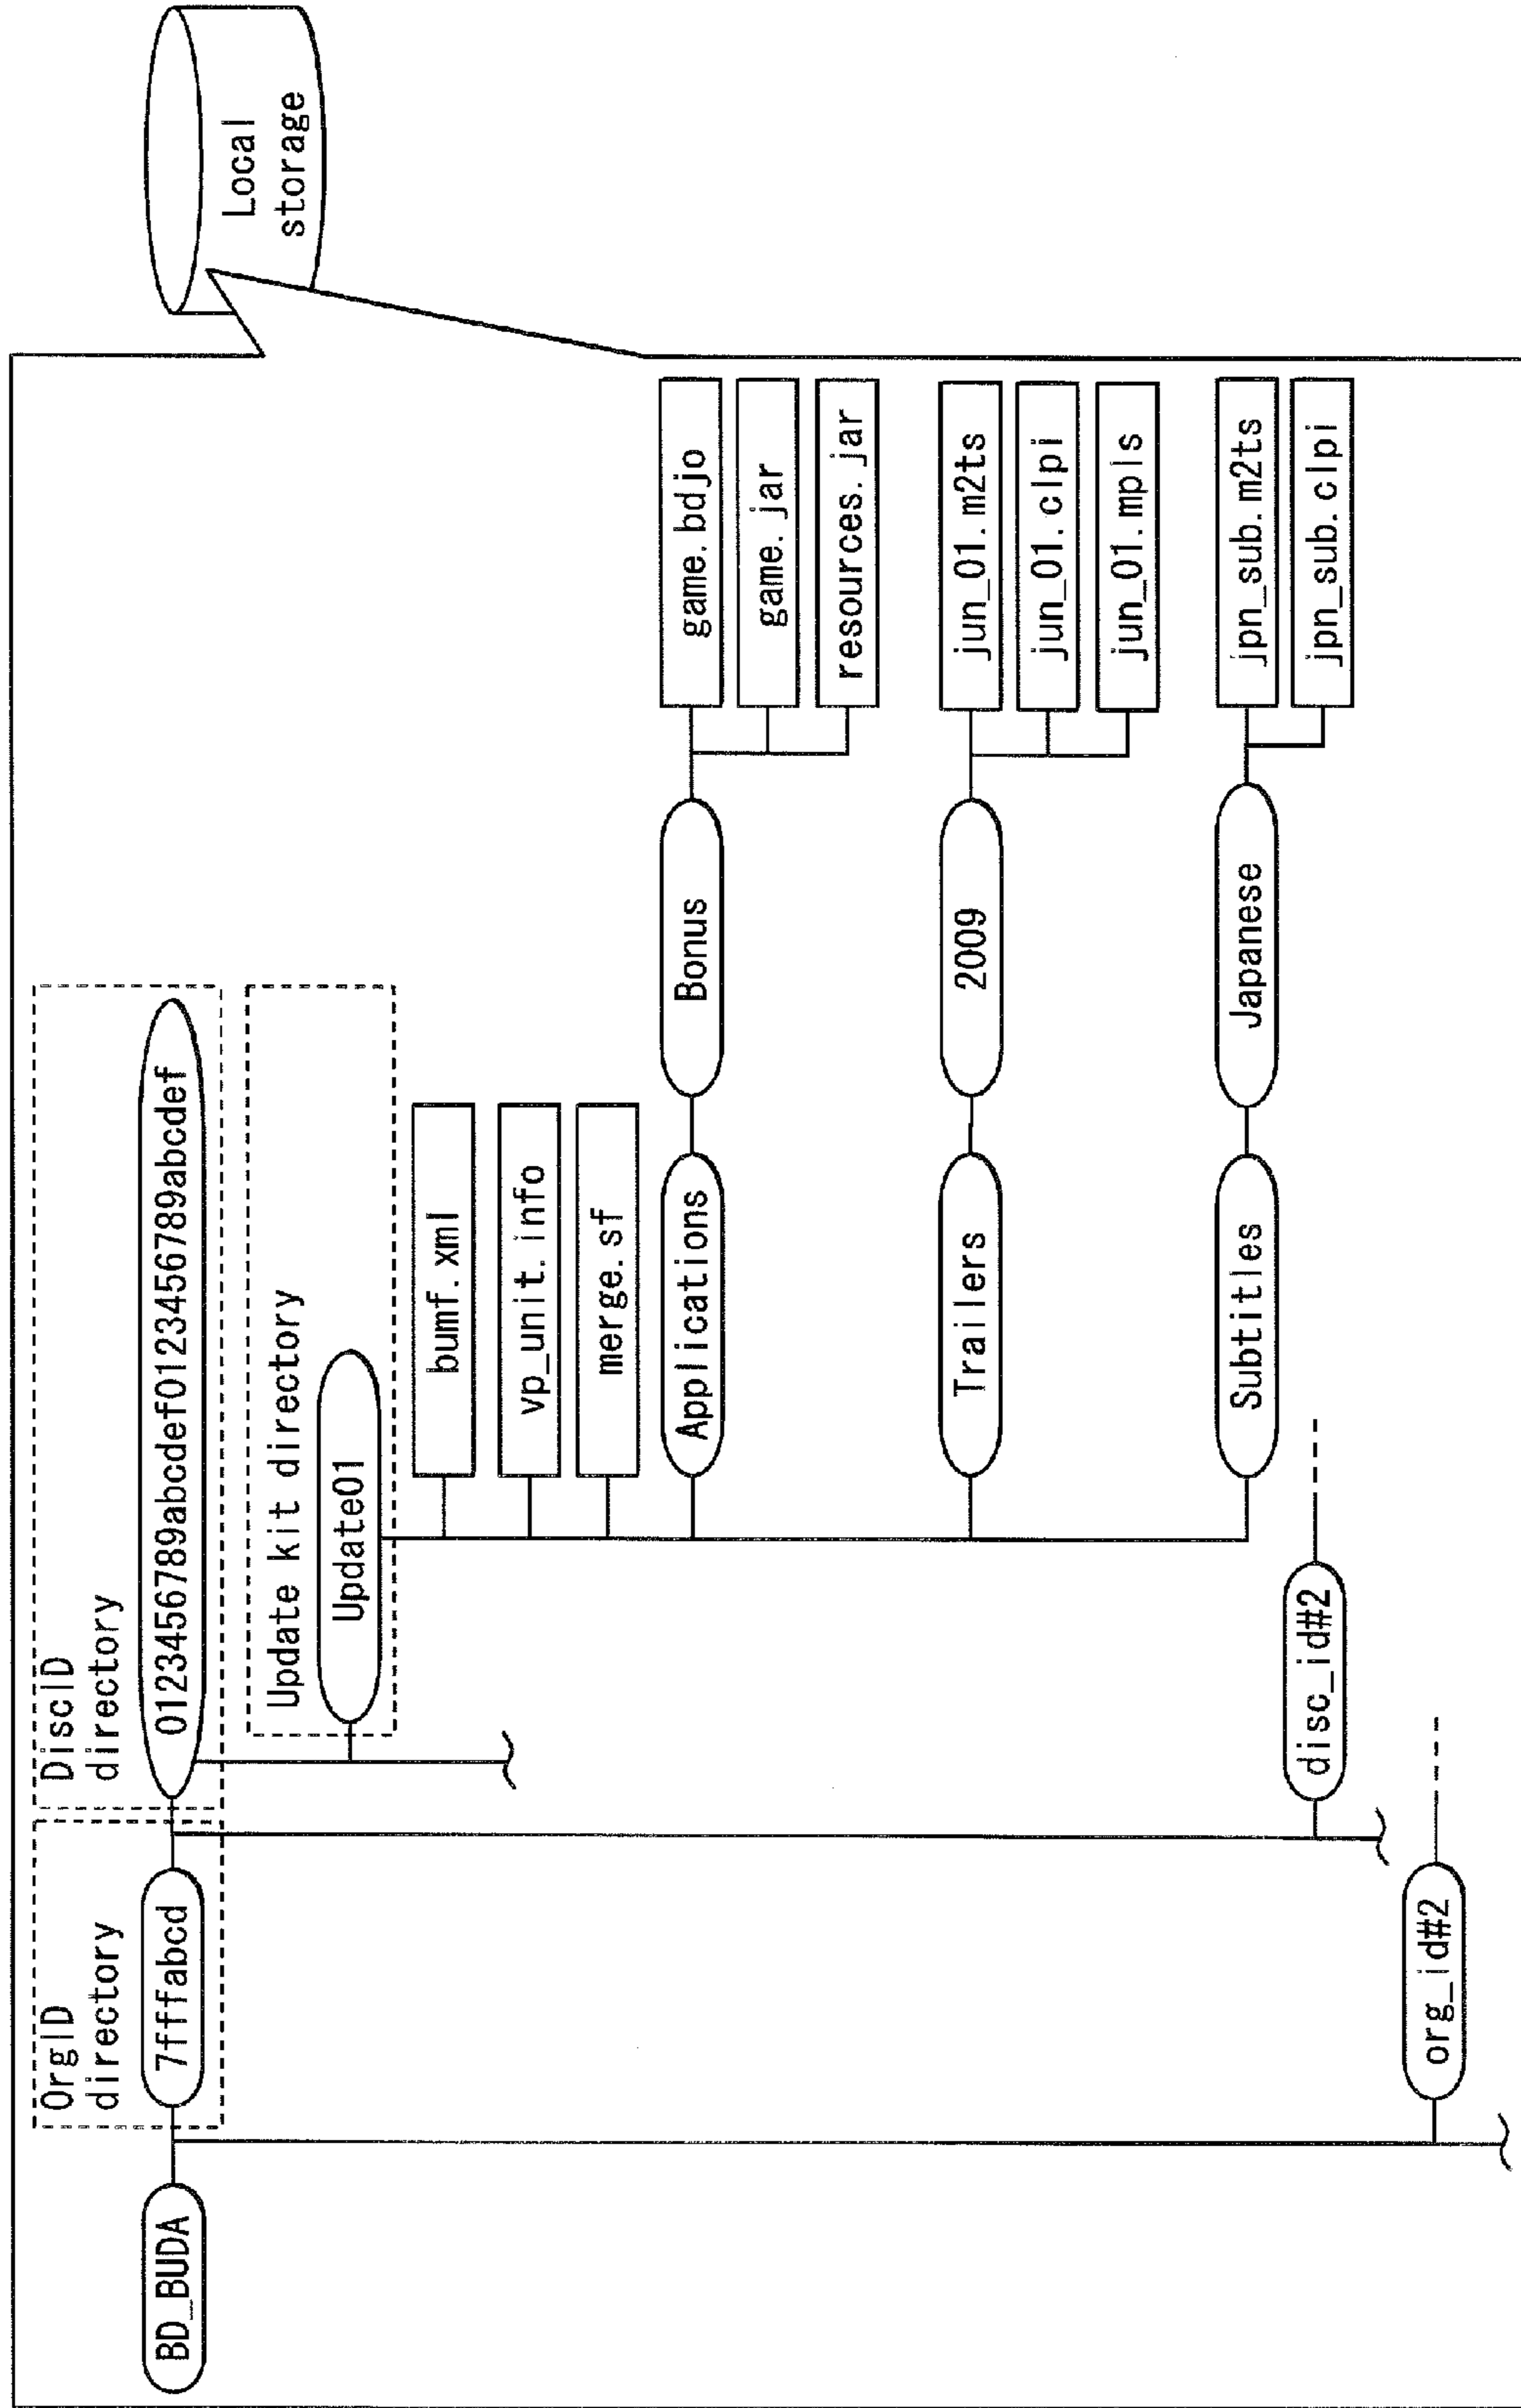 Local
storage
OrgID
directory
DiscID
directory
BD_BUDA
7fffabcd
0123456789abcdef0123456789abcdef
Update kit directory
Update01
bumf.xml
vp_unit.info
merge.sf
Applications
Bonus
game.bdjo
game.jar
resources.jar
Trailers
2009
jun_01.m2ts
jun_01.clpi
jun_01.mpls
Subtitles
Japanese
jpn_sub.m2ts
jpn_sub.clpi
disc_id#2
org_id#2